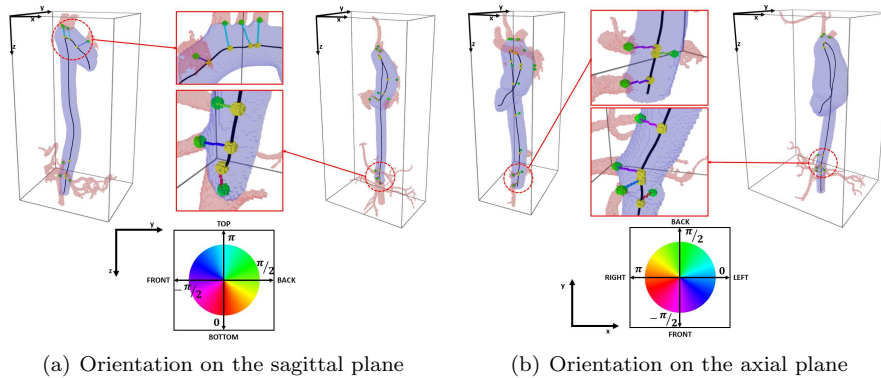 y
x
z
y
x
z
y
x
z
y
x
z
y
z
TOP
π
π/2
FRONT
BACK
−π/2
0
BOTTOM
y
x
BACK
π/2
π
0
RIGHT
LEFT
−π/2
FRONT
(a) Orientation on the sagittal plane
(b) Orientation on the axial plane